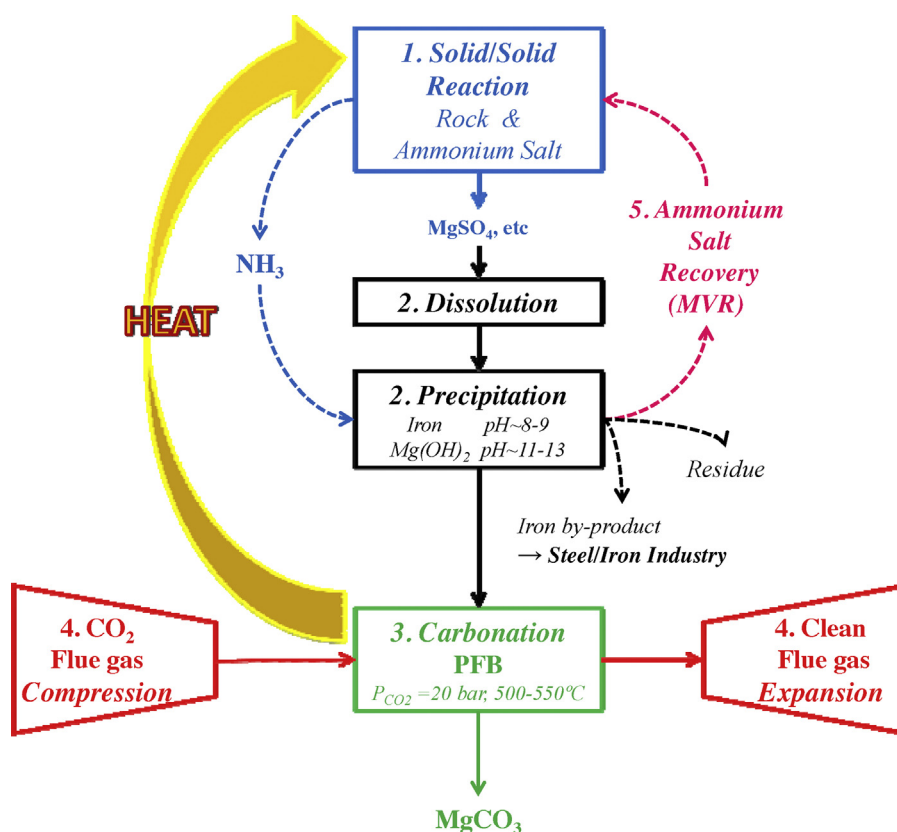 1. Solid/Solid
Reaction
Rock &
Ammonium Salt
MgSO₄, etc
5. Ammonium
Salt
Recovery
(MVR)
NH₃
HEAT
2. Dissolution
2. Precipitation
Iron pH~8-9
Mg(OH)₂ pH~11-13
Residue
Iron by-product
→ Steel/Iron Industry
4. CO₂
Flue gas
Compression
3. Carbonation
PFB
P_CO2 =20 bar, 500-550ºC
4. Clean
Flue gas
Expansion
MgCO₃